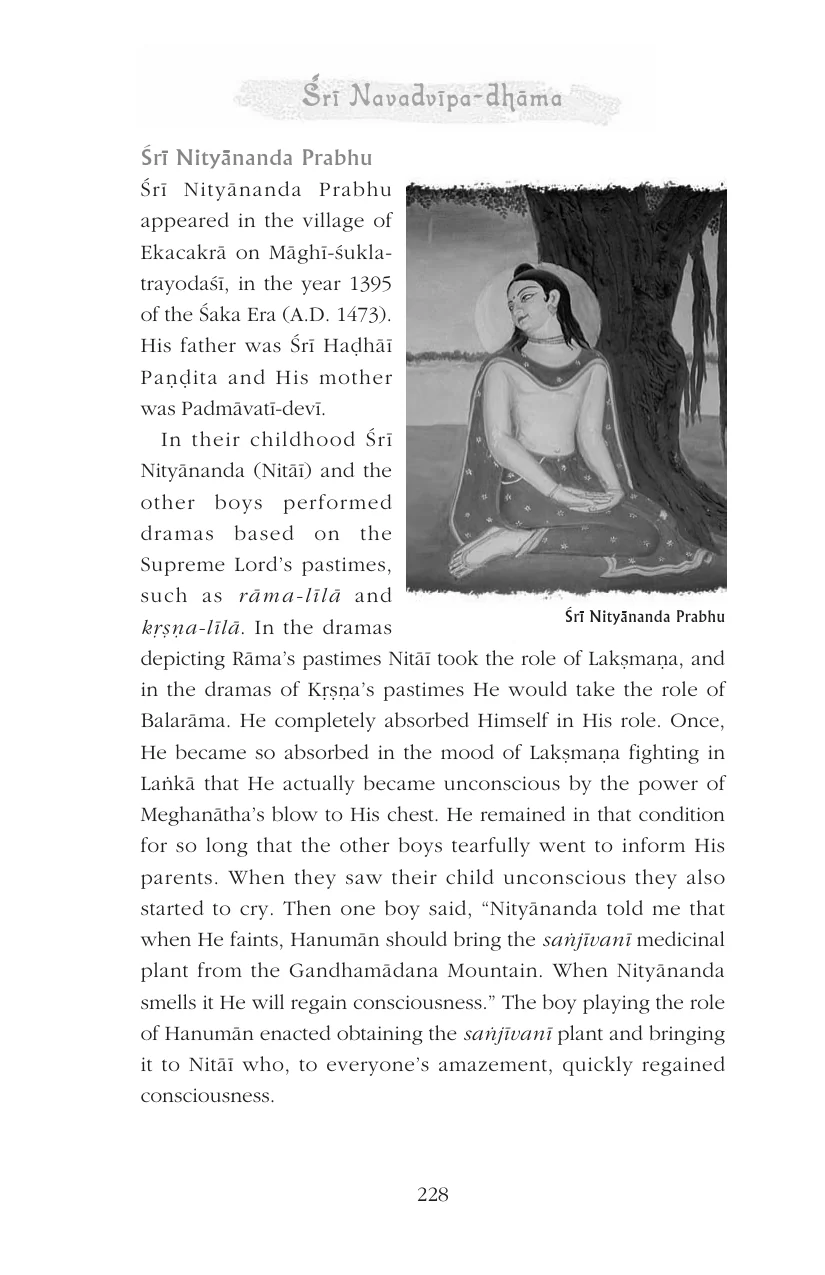 Śrī Navadvīpa-dhāma
Śrī Nityānanda Prabhu
Śrī Nityānanda Prabhu
appeared in the village of
Ekacakrā on Māghī-śukla-
trayodaśī, in the year 1395
of the Śaka Era (A.D. 1473).
His father was Śrī Haḍhāī
Paṇḍita and His mother
was Padmāvatī-devī.
In their childhood Śrī
Nityānanda (Nitāī) and the
other boys performed
dramas based on the
Supreme Lord’s pastimes,
such as rāma-līlā and
kṛṣṇa-līlā. In the dramas
Śrī Nityānanda Prabhu
depicting Rāma’s pastimes Nitāī took the role of Lakṣmaṇa, and
in the dramas of Kṛṣṇa’s pastimes He would take the role of
Balarāma. He completely absorbed Himself in His role. Once,
He became so absorbed in the mood of Lakṣmaṇa fighting in
Laṅkā that He actually became unconscious by the power of
Meghanātha’s blow to His chest. He remained in that condition
for so long that the other boys tearfully went to inform His
parents. When they saw their child unconscious they also
started to cry. Then one boy said, “Nityānanda told me that
when He faints, Hanumān should bring the saṅjīvanī medicinal
plant from the Gandhamādana Mountain. When Nityānanda
smells it He will regain consciousness.” The boy playing the role
of Hanumān enacted obtaining the saṅjīvanī plant and bringing
it to Nitāī who, to everyone’s amazement, quickly regained
consciousness.
228